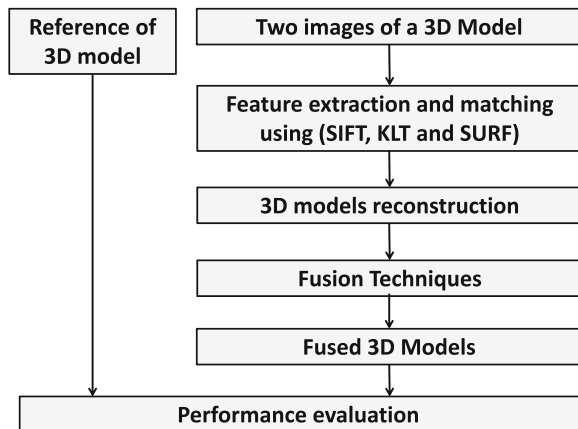 Reference of
3D model
Two images of a 3D Model
Feature extraction and matching
using (SIFT, KLT and SURF)
3D models reconstruction
Fusion Techniques
Fused 3D Models
Performance evaluation